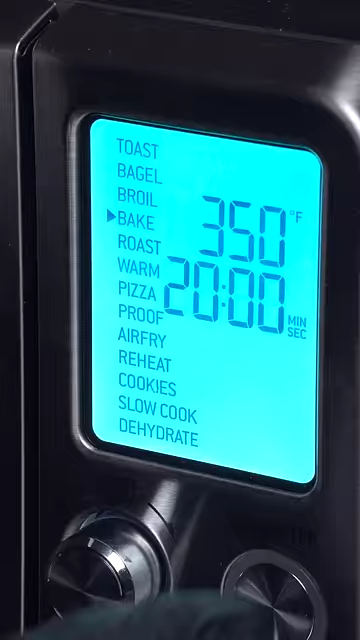 TOAST
BAGEL
BROIL
▶BAKE
350°F
ROAST
WARM
20:00 MIN SEC
PIZZA
PROOF
AIRFRY
REHEAT
COOKIES
SLOW COOK
DEHYDRATE